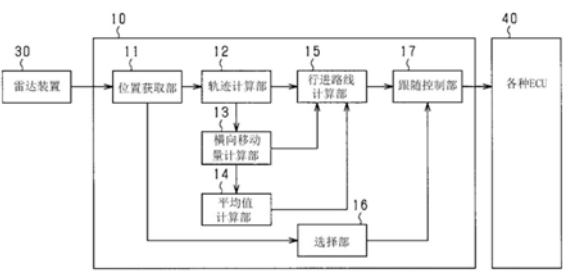 10
40
30
11
12
15
17
雷达装置
位置获取部
轨迹计算部
行进路线
计算部
跟随控制部
各种ECU
13
横向移动
量计算部
14
平均值
计算部
16
选择部